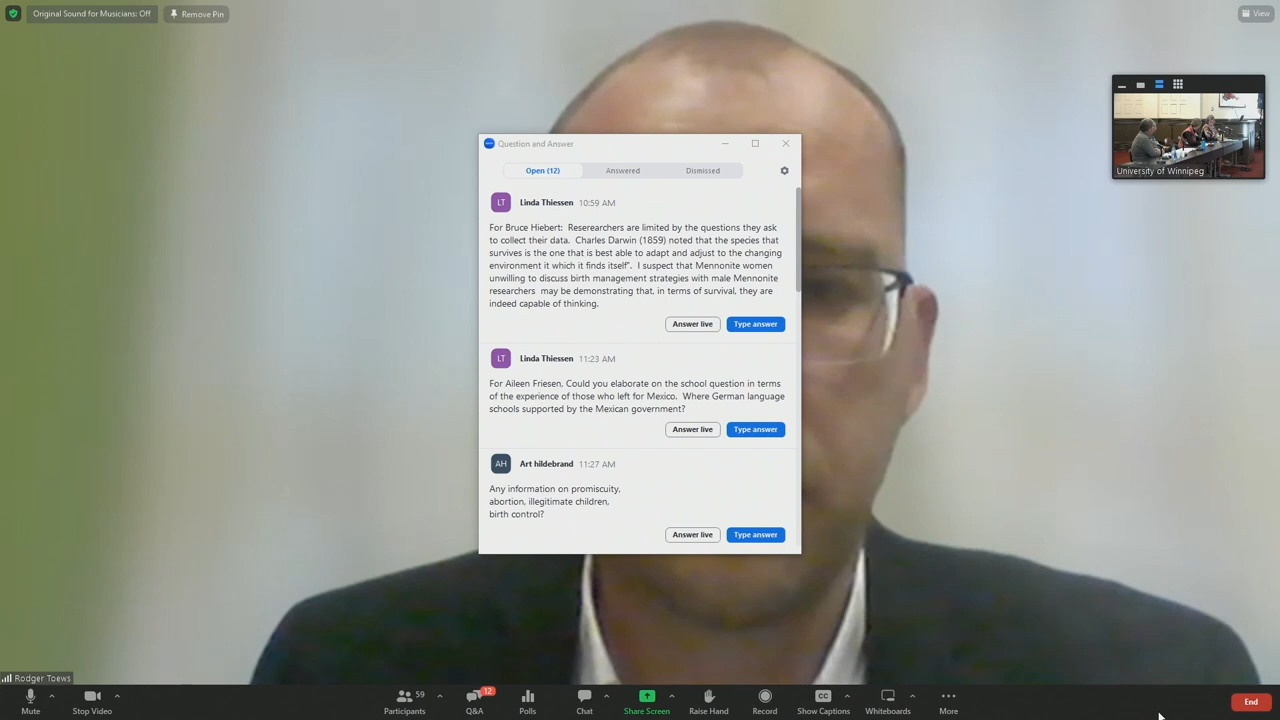 Original Sound for Musicians: Off
Remove Pin
View
Question and Answer
Open (12)
Answered
Dismissed
LT
Linda Thiessen 10:59 AM
For Bruce Hiebert: Reserearchers are limited by the questions they ask
to collect their data. Charles Darwin (1859) noted that the species that
survives is the one that is best able to adapt and adjust to the changing
environment it which it finds itself". I suspect that Mennonite women
unwilling to discuss birth management strategies with male Mennonite
researchers may be demonstrating that, in terms of survival, they are
indeed capable of thinking.
Answer live
Type answer
LT
Linda Thiessen 11:23 AM
For Aileen Friesen, Could you elaborate on the school question in terms
of the experience of those who left for Mexico. Where German language
schools supported by the Mexican government?
Answer live
Type answer
AH
Art hildebrand 11:27 AM
Any information on promiscuity,
abortion, illegitimate children,
birth control?
Answer live
Type answer
University of Winnipeg
Rodger Toews
Mute
Stop Video
Participants
59
Q&A
12
Polls
Chat
Share Screen
Raise Hand
Record
CC
Show Captions
Whiteboards
More
End